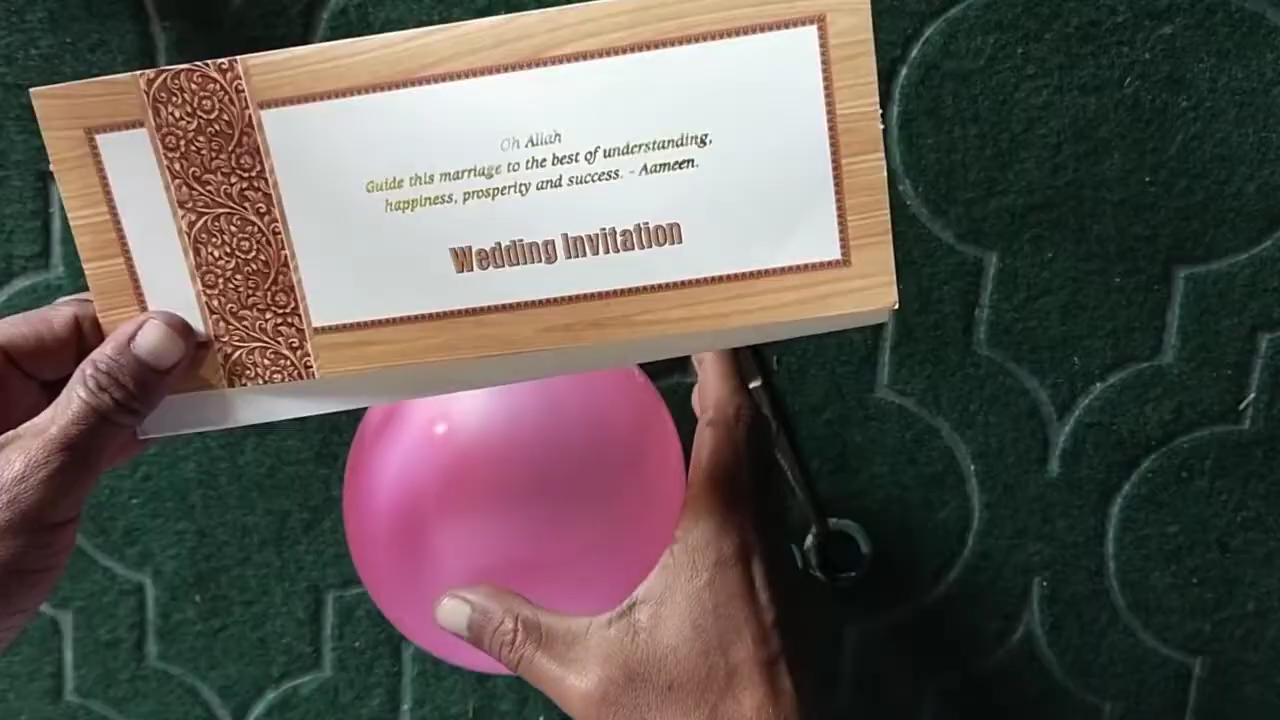 Oh Allah
Guide this marriage to the best of understanding,
happiness, prosperity and success. - Aameen.
Wedding Invitation